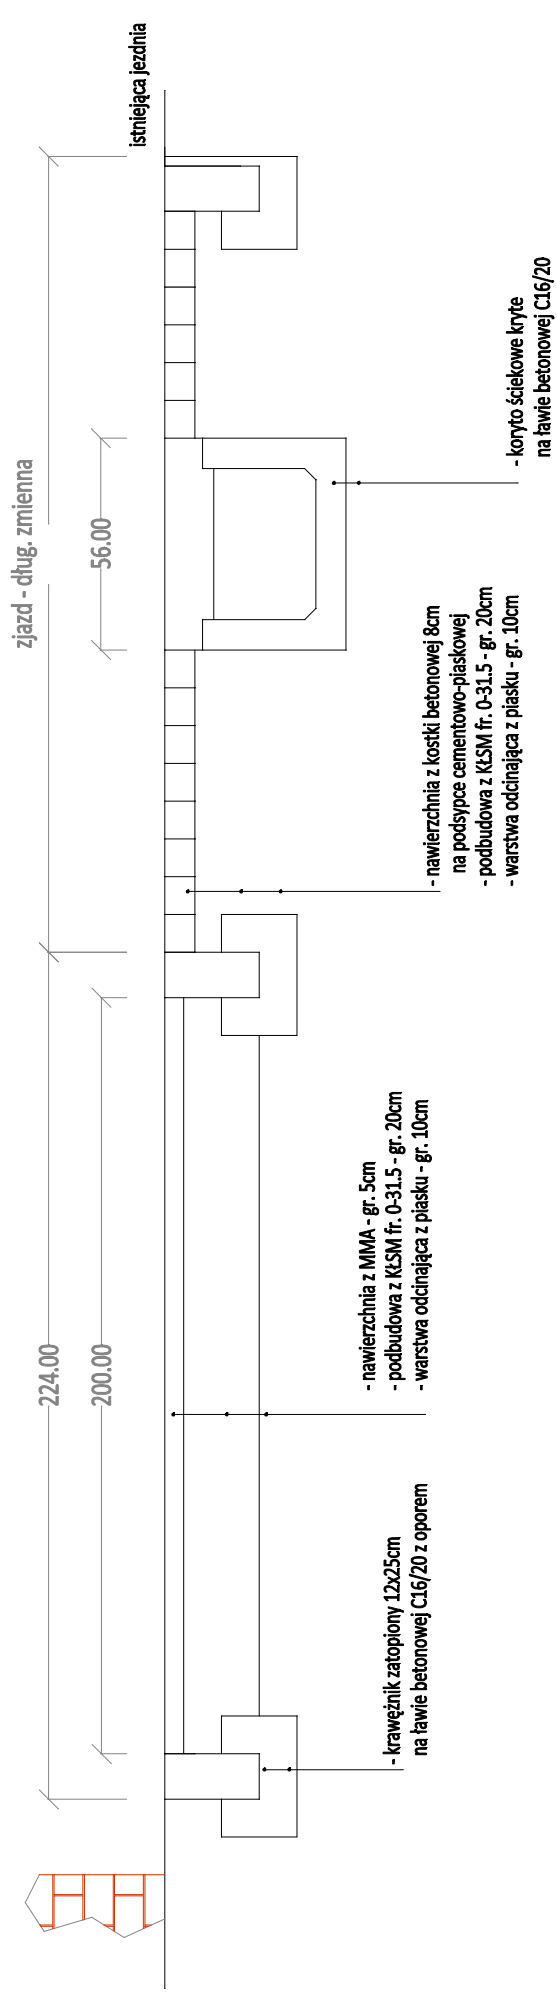 istniejąca jezdnia
zjazd - dług. zmienna
56.00
224.00
200.00
- koryto ściekowe kryte
na ławie betonowej C16/20
- nawierzchnia z kostki betonowej 8cm
na podsypce cementowo-piaskowej
- podbudowa z KŁSM fr. 0-31.5 - gr. 20cm
- warstwa odcinająca z piasku - gr. 10cm
- nawierzchnia z MMA - gr. 5cm
- podbudowa z KŁSM fr. 0-31.5 - gr. 20cm
- warstwa odcinająca z piasku - gr. 10cm
- krawężnik zatopiony 12x25cm
na ławie betonowej C16/20 z oporem